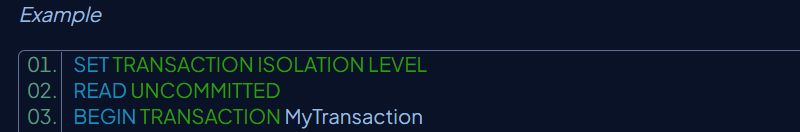 Example
01. SET TRANSACTION ISOLATION LEVEL
02. READ UNCOMMITTED
03. BEGIN TRANSACTION MyTransaction